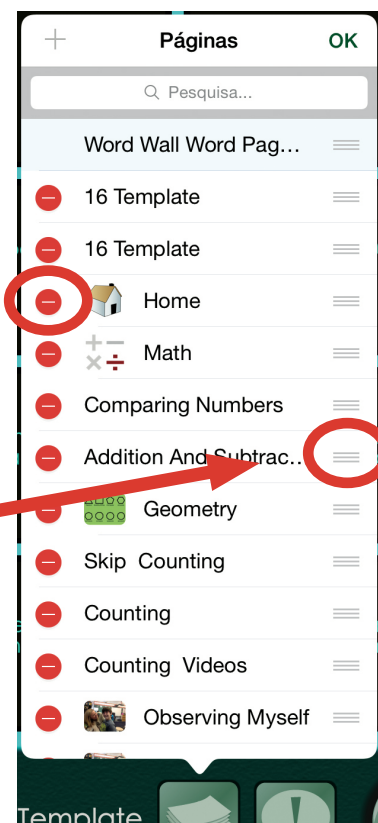 Páginas OK
Pesquisa...
Word Wall Word Pag...
16 Template
16 Template
Home
Math
Comparing Numbers
Addition And Subtrac...
Geometry
Skip Counting
Counting
Counting Videos
Observing Myself
Template